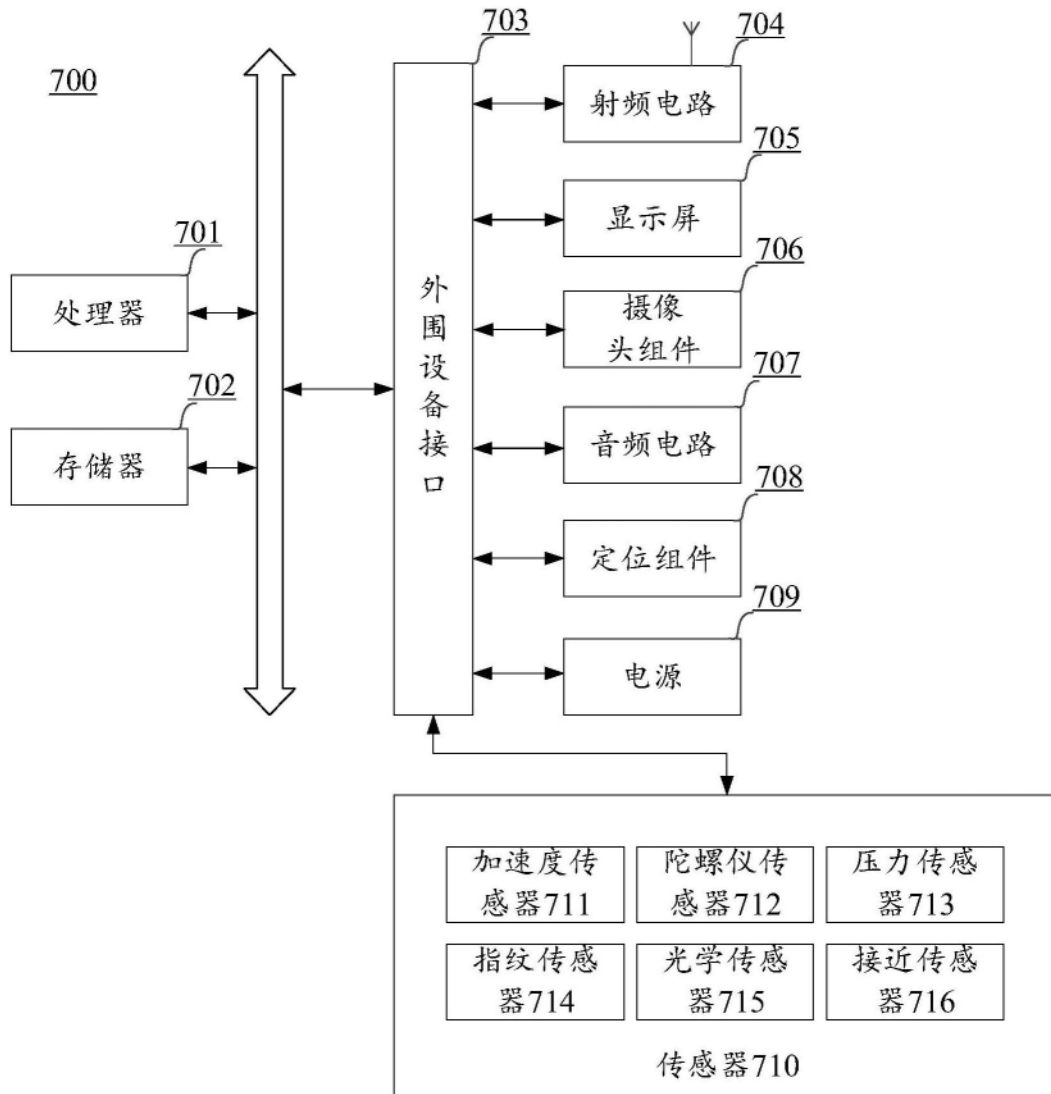 703
704
700
射频电路
705
显示屏
701
706
处理器
外围设备接口
摄像
头组件
707
702
音频电路
存储器
708
定位组件
709
电源
加速度传
感器711
陀螺仪传
感器712
压力传感
器713
指纹传感
器714
光学传感
器715
接近传感
器716
传感器710